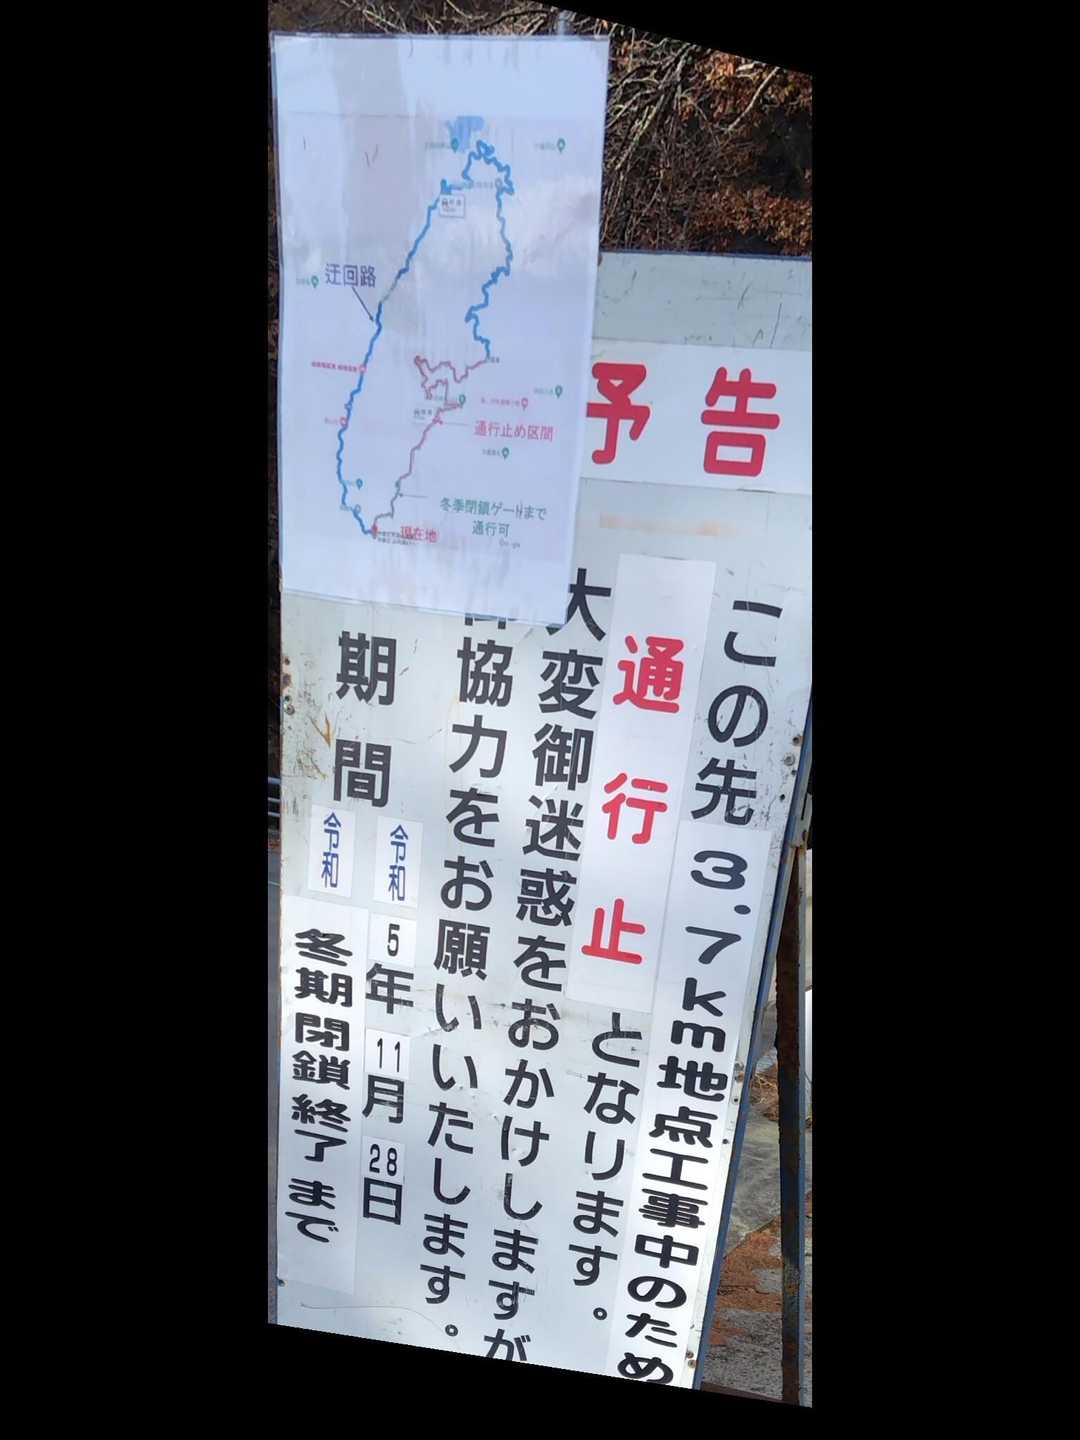 予告
この先3.7km地点工事中のため
通行止となります。
大変御迷惑をおかけしますが
御協力をお願いいたします。
期間
令和5年11月28日
令和
冬期閉鎖終了まで
迂回路
通行止め区間
冬季閉鎖ゲートまで
通行可
現在地